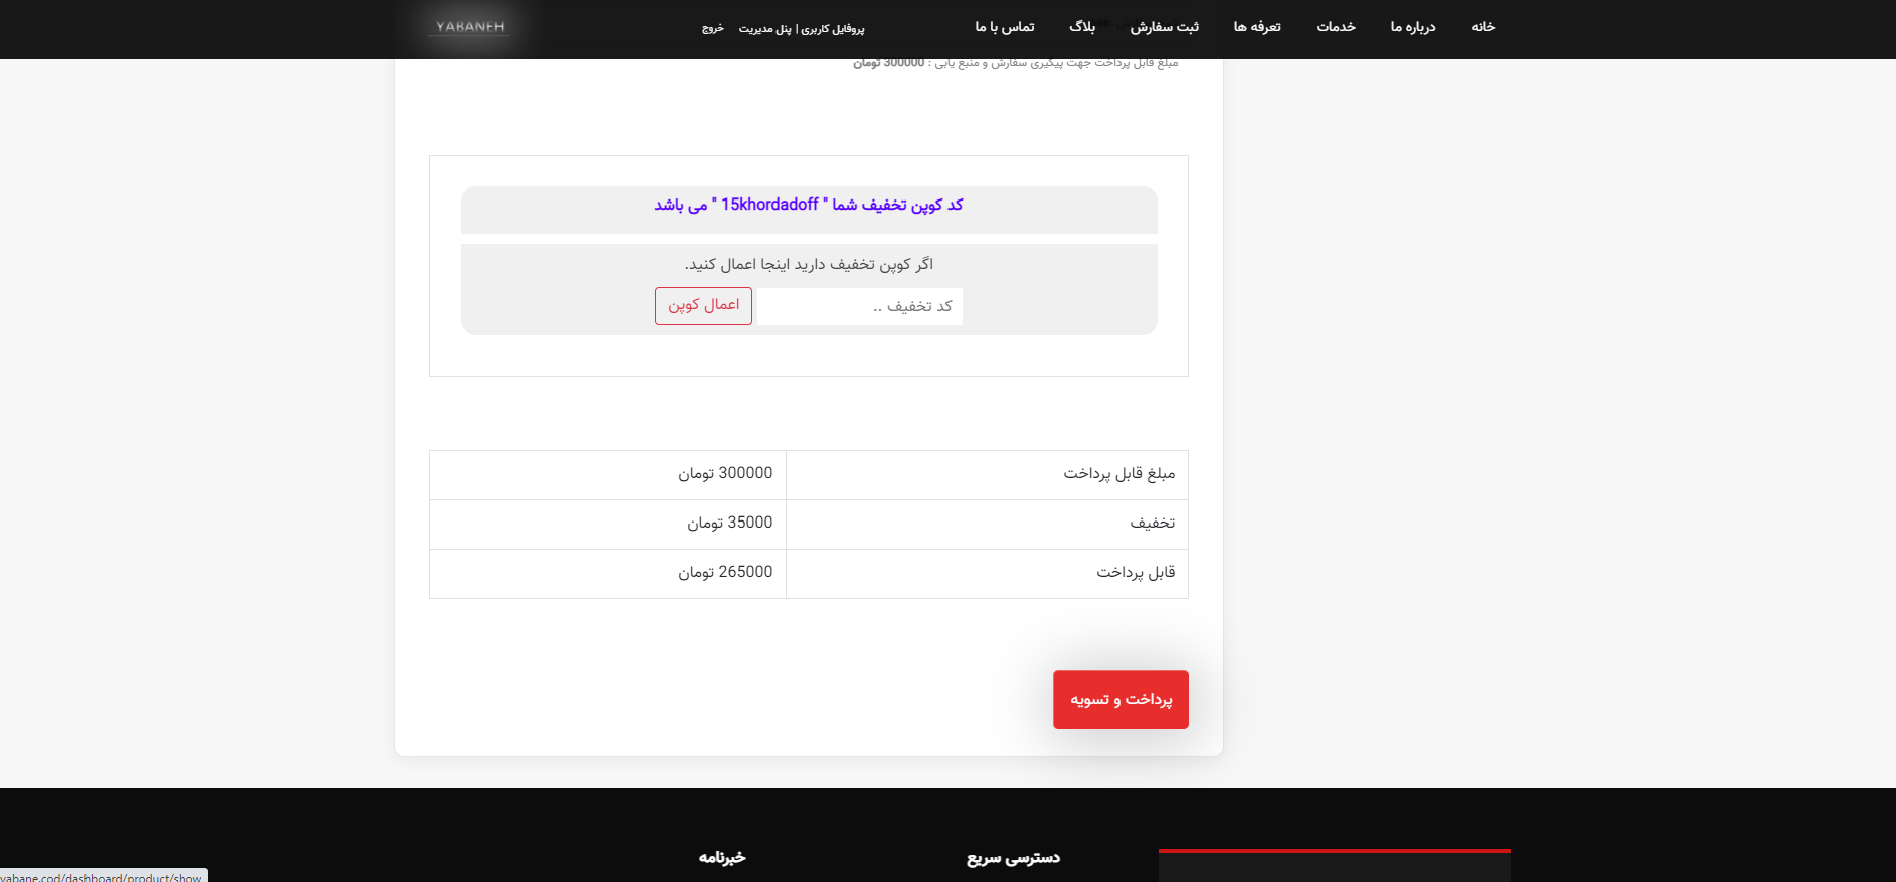 خانه درباره ما خدمات تعرفه ها ثبت سفارش بلاگ تماس با ما پروفایل کاربری | پنل مدیریت خروج YABANEH
مبلغ قابل پرداخت جهت پیگیری سفارش و منبع یابی : 300000 تومان
کد کوپن تخفیف شما " 15khordadoff " می باشد
اگر کوپن تخفیف دارید اینجا اعمال کنید.
کد تخفیف .. اعمال کوپن
مبلغ قابل پرداخت 300000 تومان
تخفیف 35000 تومان
قابل پرداخت 265000 تومان
پرداخت و تسویه
دسترسی سریع خبرنامه
yabane.cod/dashboard/product/show